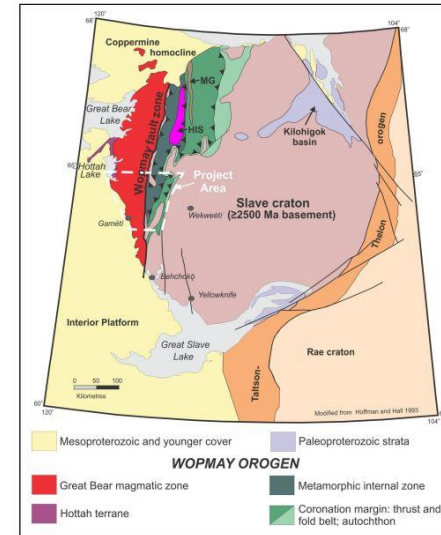 120°
104°
68°
68°
Coppermine
homocline
MG
Great Bear
Lake
Wopmay fault zone
HIS
Kilohigok
basin
orogen
Hottah
Lake
65°
Project
Area
Slave craton
(≥2500 Ma basement)
Wekweètì
Gamètì
Thelon
Behchokǫ̀
Yellowknife
Interior Platform
Great Slave
Lake
Taltson-
Rae craton
0 50 100
Kilometres
60°
120°
104°
Modified from Hoffman and Hall 1993
Mesoproterozoic and younger cover
Paleoproterozoic strata
WOPMAY OROGEN
Great Bear magmatic zone
Metamorphic internal zone
Hottah terrane
Coronation margin: thrust and
fold belt; autochthon